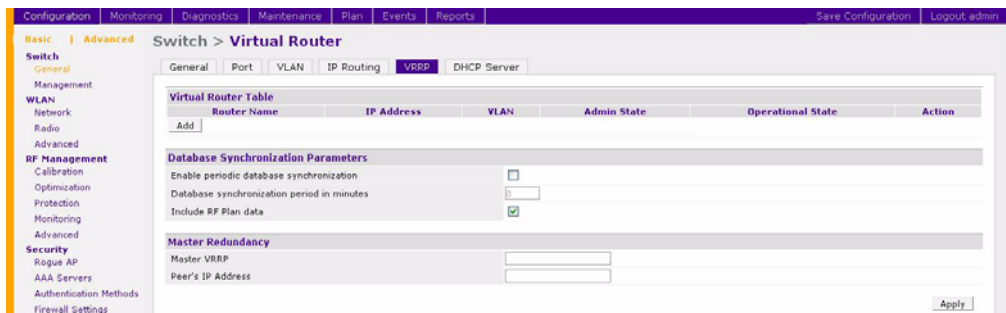 Configuration Monitoring Diagnostics Maintenance Plan Events Reports Save Configuration Logout admin
Basic | Advanced
Switch
General
Management
WLAN
Network
Radio
Advanced
RF Management
Calibration
Optimization
Protection
Monitoring
Advanced
Security
Rogue AP
AAA Servers
Authentication Methods
Firewall Settings
Switch > Virtual Router
General Port VLAN IP Routing VRRP DHCP Server
Virtual Router Table
Router Name IP Address VLAN Admin State Operational State Action
Add
Database Synchronization Parameters
Enable periodic database synchronization
Database synchronization period in minutes 0
Include RF Plan data
Master Redundancy
Master VRRP
Peer's IP Address
Apply